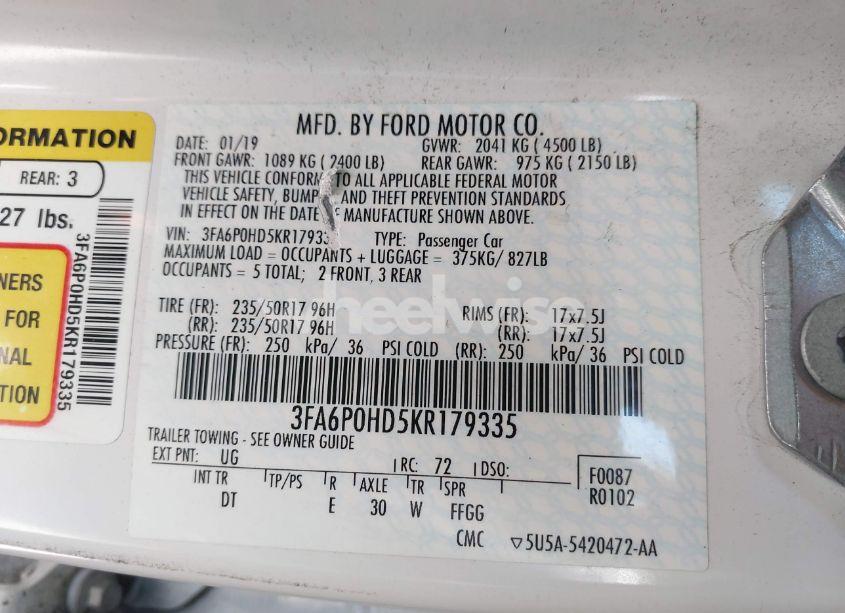 ORMATION
REAR: 3
27 lbs.
NERS
FOR
NAL
TION
3FA6P0HD5KR179335
MFD. BY FORD MOTOR CO.
DATE: 01/19 GVWR: 2041 KG ( 4500 LB)
FRONT GAWR: 1089 KG ( 2400 LB) REAR GAWR: 975 KG ( 2150 LB)
THIS VEHICLE CONFORM TO ALL APPLICABLE FEDERAL MOTOR
VEHICLE SAFETY, BUMP AND THEFT PREVENTION STANDARDS
IN EFFECT ON THE DATE F MANUFACTURE SHOWN ABOVE.
VIN: 3FA6P0HD5KR17933 TYPE: Passenger Car
MAXIMUM LOAD = OCCUPANTS + LUGGAGE = 375KG/ 827LB
OCCUPANTS = 5 TOTAL; 2 FRONT, 3 REAR
TIRE (FR): 235/50R17 96H RIMS (FR): 17x7.5J
(RR): 235/50R17 96H (RR): 17x7.5J
PRESSURE (FR): 250 kPa/ 36 PSI COLD (RR): 250 kPa/ 36 PSI COLD
heelwise
3FA6P0HD5KR179335
TRAILER TOWING - SEE OWNER GUIDE
EXT PNT: UG RC: 72 DSO: F0087
INT TR TP/PS R AXLE TR SPR R0102
DT E 30 W FFGG
CMC ▽5U5A-5420472-AA